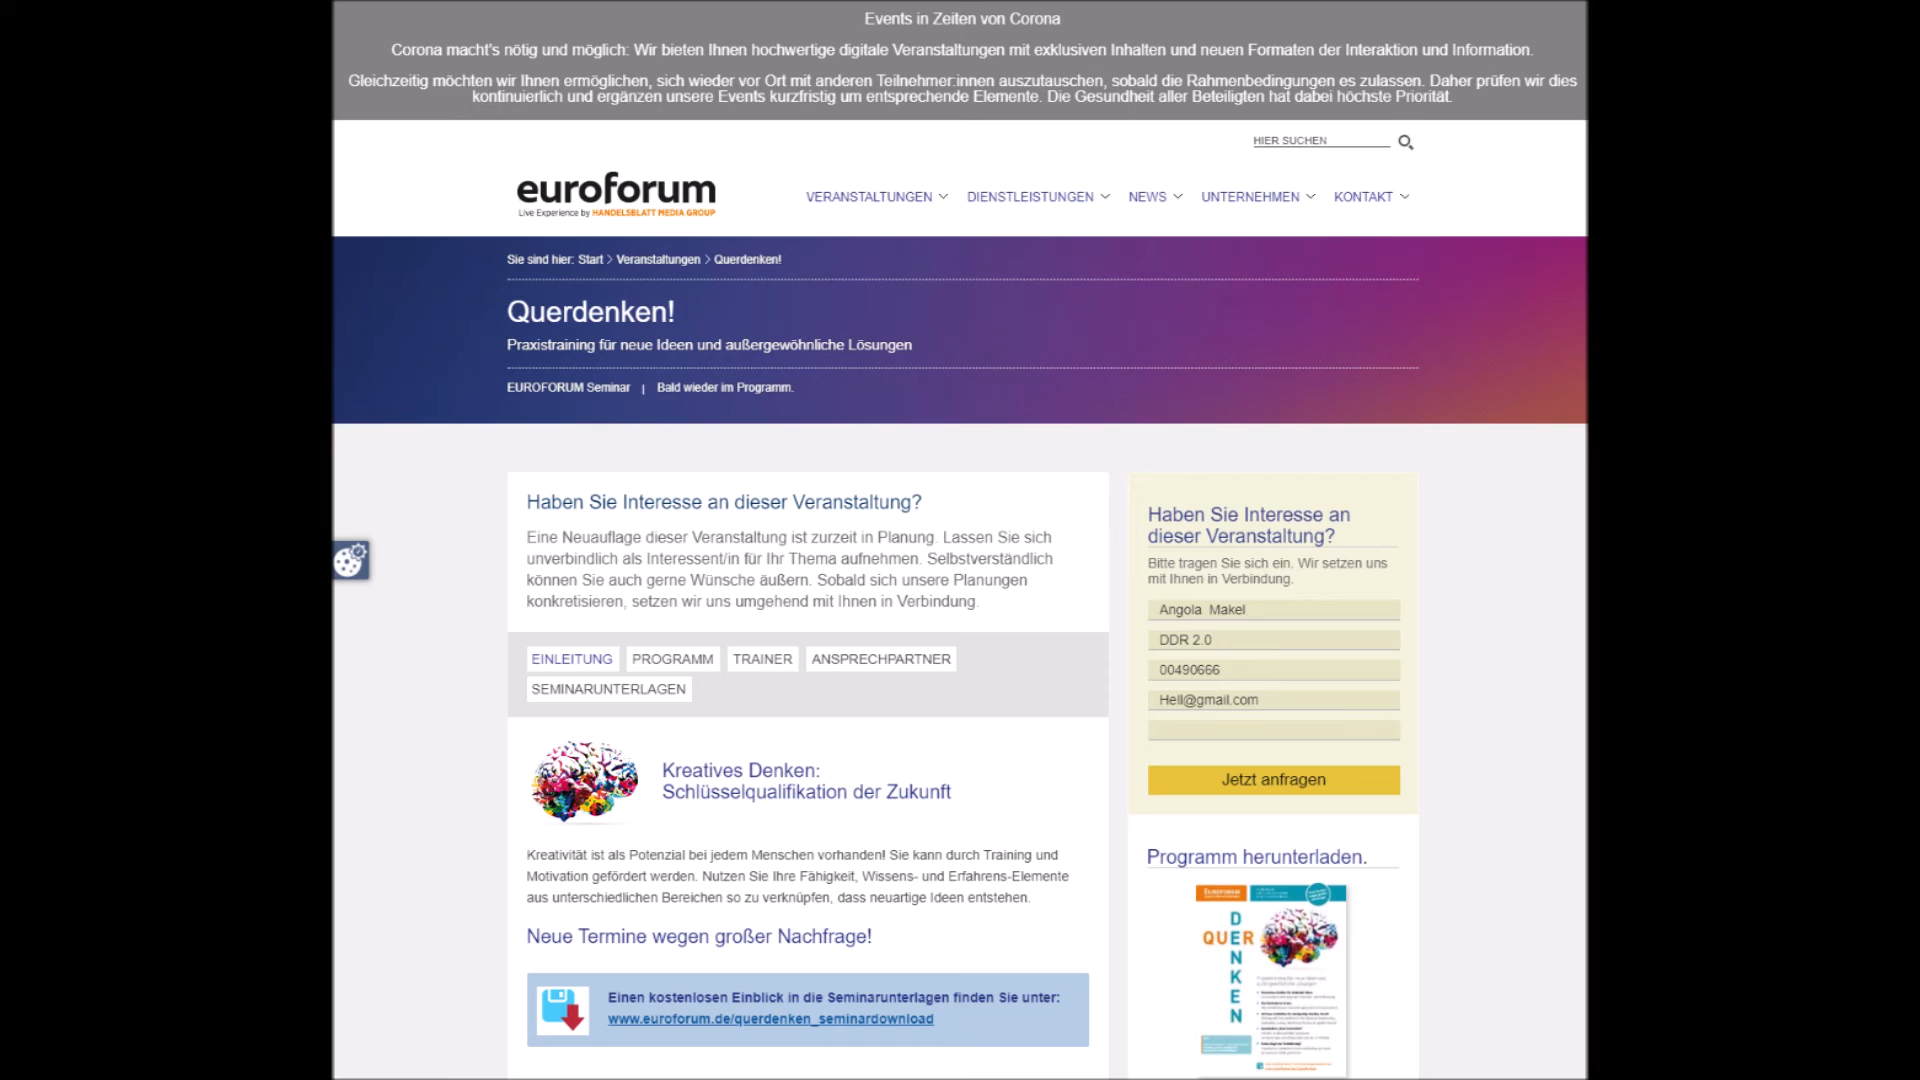 Events in Zeiten von Corona
Corona macht's nötig und möglich: Wir bieten Ihnen hochwertige digitale Veranstaltungen mit exklusiven Inhalten und neuen Formaten der Interaktion und Information.
Gleichzeitig möchten wir Ihnen ermöglichen, sich wieder vor Ort mit anderen Teilnehmer:innen auszutauschen, sobald die Rahmenbedingungen es zulassen. Daher prüfen wir dies
kontinuierlich und ergänzen unsere Events kurzfristig um entsprechende Elemente. Die Gesundheit aller Beteiligten hat dabei höchste Priorität.
HIER SUCHEN
euroforum
Live Experience by HANDELSBLATT MEDIA GROUP
VERANSTALTUNGEN DIENSTLEISTUNGEN NEWS UNTERNEHMEN KONTAKT
Sie sind hier: Start > Veranstaltungen > Querdenken!
Querdenken!
Praxistraining für neue Ideen und außergewöhnliche Lösungen
EUROFORUM Seminar | Bald wieder im Programm.
Haben Sie Interesse an dieser Veranstaltung?
Eine Neuauflage dieser Veranstaltung ist zurzeit in Planung. Lassen Sie sich
unverbindlich als Interessent/in für Ihr Thema aufnehmen. Selbstverständlich
können Sie auch gerne Wünsche äußern. Sobald sich unsere Planungen
konkretisieren, setzen wir uns umgehend mit Ihnen in Verbindung.
EINLEITUNG PROGRAMM TRAINER ANSPRECHPARTNER
SEMINARUNTERLAGEN
Kreatives Denken:
Schlüsselqualifikation der Zukunft
Kreativität ist als Potenzial bei jedem Menschen vorhanden! Sie kann durch Training und
Motivation gefördert werden. Nutzen Sie Ihre Fähigkeit, Wissens- und Erfahrens-Elemente
aus unterschiedlichen Bereichen so zu verknüpfen, dass neuartige Ideen entstehen.
Neue Termine wegen großer Nachfrage!
Einen kostenlosen Einblick in die Seminarunterlagen finden Sie unter:
www.euroforum.de/querdenken_seminardownload
Haben Sie Interesse an
dieser Veranstaltung?
Bitte tragen Sie sich ein. Wir setzen uns
mit Ihnen in Verbindung.
Angola Makel
DDR 2.0
00490666
Hell@gmail.com
Jetzt anfragen
Programm herunterladen.
EUROFORUM
QUER
DENKEN